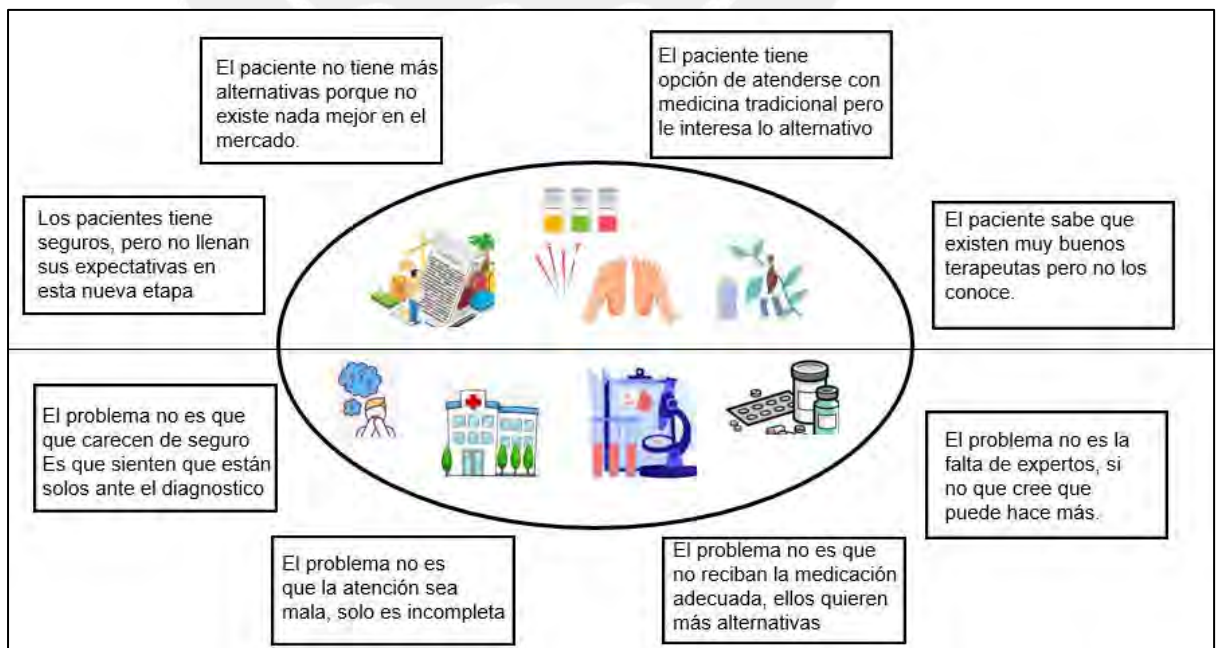 El paciente no tiene más
alternativas porque no
existe nada mejor en el
mercado.
El paciente tiene
opción de atenderse con
medicina tradicional pero
le interesa lo alternativo
Los pacientes tiene
seguros, pero no llenan
sus expectativas en
esta nueva etapa
El paciente sabe que
existen muy buenos
terapeutas pero no los
conoce.
El problema no es que
que carecen de seguro
Es que sienten que están
solos ante el diagnostico
El problema no es la
falta de expertos, si
no que cree que
puede hace más.
El problema no es
que la atención sea
mala, solo es incompleta
El problema no es que
no reciban la medicación
adecuada, ellos quieren
más alternativas